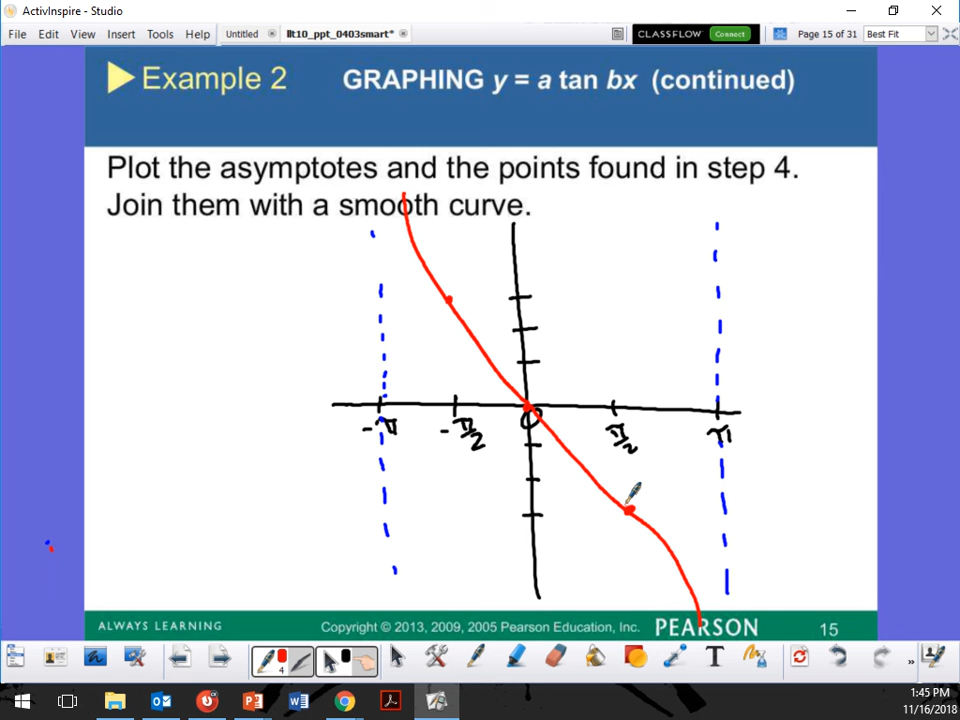 ActivInspire - Studio
File Edit View Insert Tools Help Untitled llt10_ppt_0403smart* CLASSFLOW Connect Page 15 of 31 Best Fit
Example 2 GRAPHING y = a tan bx (continued)
Plot the asymptotes and the points found in step 4.
Join them with a smooth curve.
-π -π/2 0 π/2 π
ALWAYS LEARNING Copyright © 2013, 2009, 2005 Pearson Education, Inc. PEARSON 15
4 T
1:45 PM
11/16/2018